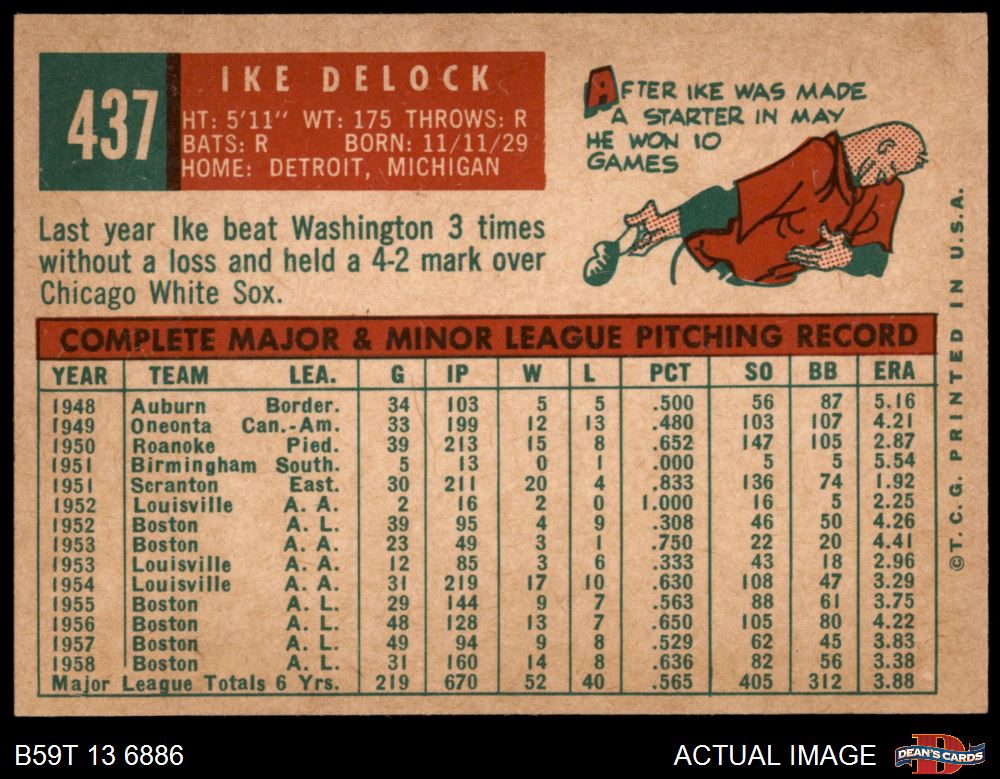 437
IKE DELOCK
HT: 5'11" WT: 175 THROWS: R
BATS: R BORN: 11/11/29
HOME: DETROIT, MICHIGAN
AFTER IKE WAS MADE
A STARTER IN MAY
HE WON 10
GAMES
Last year Ike beat Washington 3 times
without a loss and held a 4-2 mark over
Chicago White Sox.
COMPLETE MAJOR & MINOR LEAGUE PITCHING RECORD
YEAR TEAM LEA. G IP W L PCT SO BB ERA
1948 Auburn Border. 34 103 5 5 .500 56 87 5.16
1949 Oneonta Can.-Am. 33 199 12 13 .480 103 107 4.21
1950 Roanoke Pied. 39 213 15 8 .652 147 105 2.87
1951 Birmingham South. 5 13 0 1 .000 5 5 5.54
1951 Scranton East. 30 211 20 4 .833 136 74 1.92
1952 Louisville A. A. 2 16 2 0 1.000 16 5 2.25
1952 Boston A. L. 39 95 4 9 .308 46 50 4.26
1953 Boston A. A. 23 49 3 1 .750 22 20 4.41
1953 Louisville A. A. 12 85 3 6 .333 43 18 2.96
1954 Louisville A. A. 31 219 17 10 .630 108 47 3.29
1955 Boston A. L. 29 144 9 7 .563 88 61 3.75
1956 Boston A. L. 48 128 13 7 .650 105 80 4.22
1957 Boston A. L. 49 94 9 8 .529 62 45 3.83
1958 Boston A. L. 31 160 14 8 .636 82 56 3.38
Major League Totals 6 Yrs. 219 670 52 40 .565 405 312 3.88
©T. C. G. PRINTED IN U.S.A.
B59T 13 6886
ACTUAL IMAGE
DEAN'S CARDS